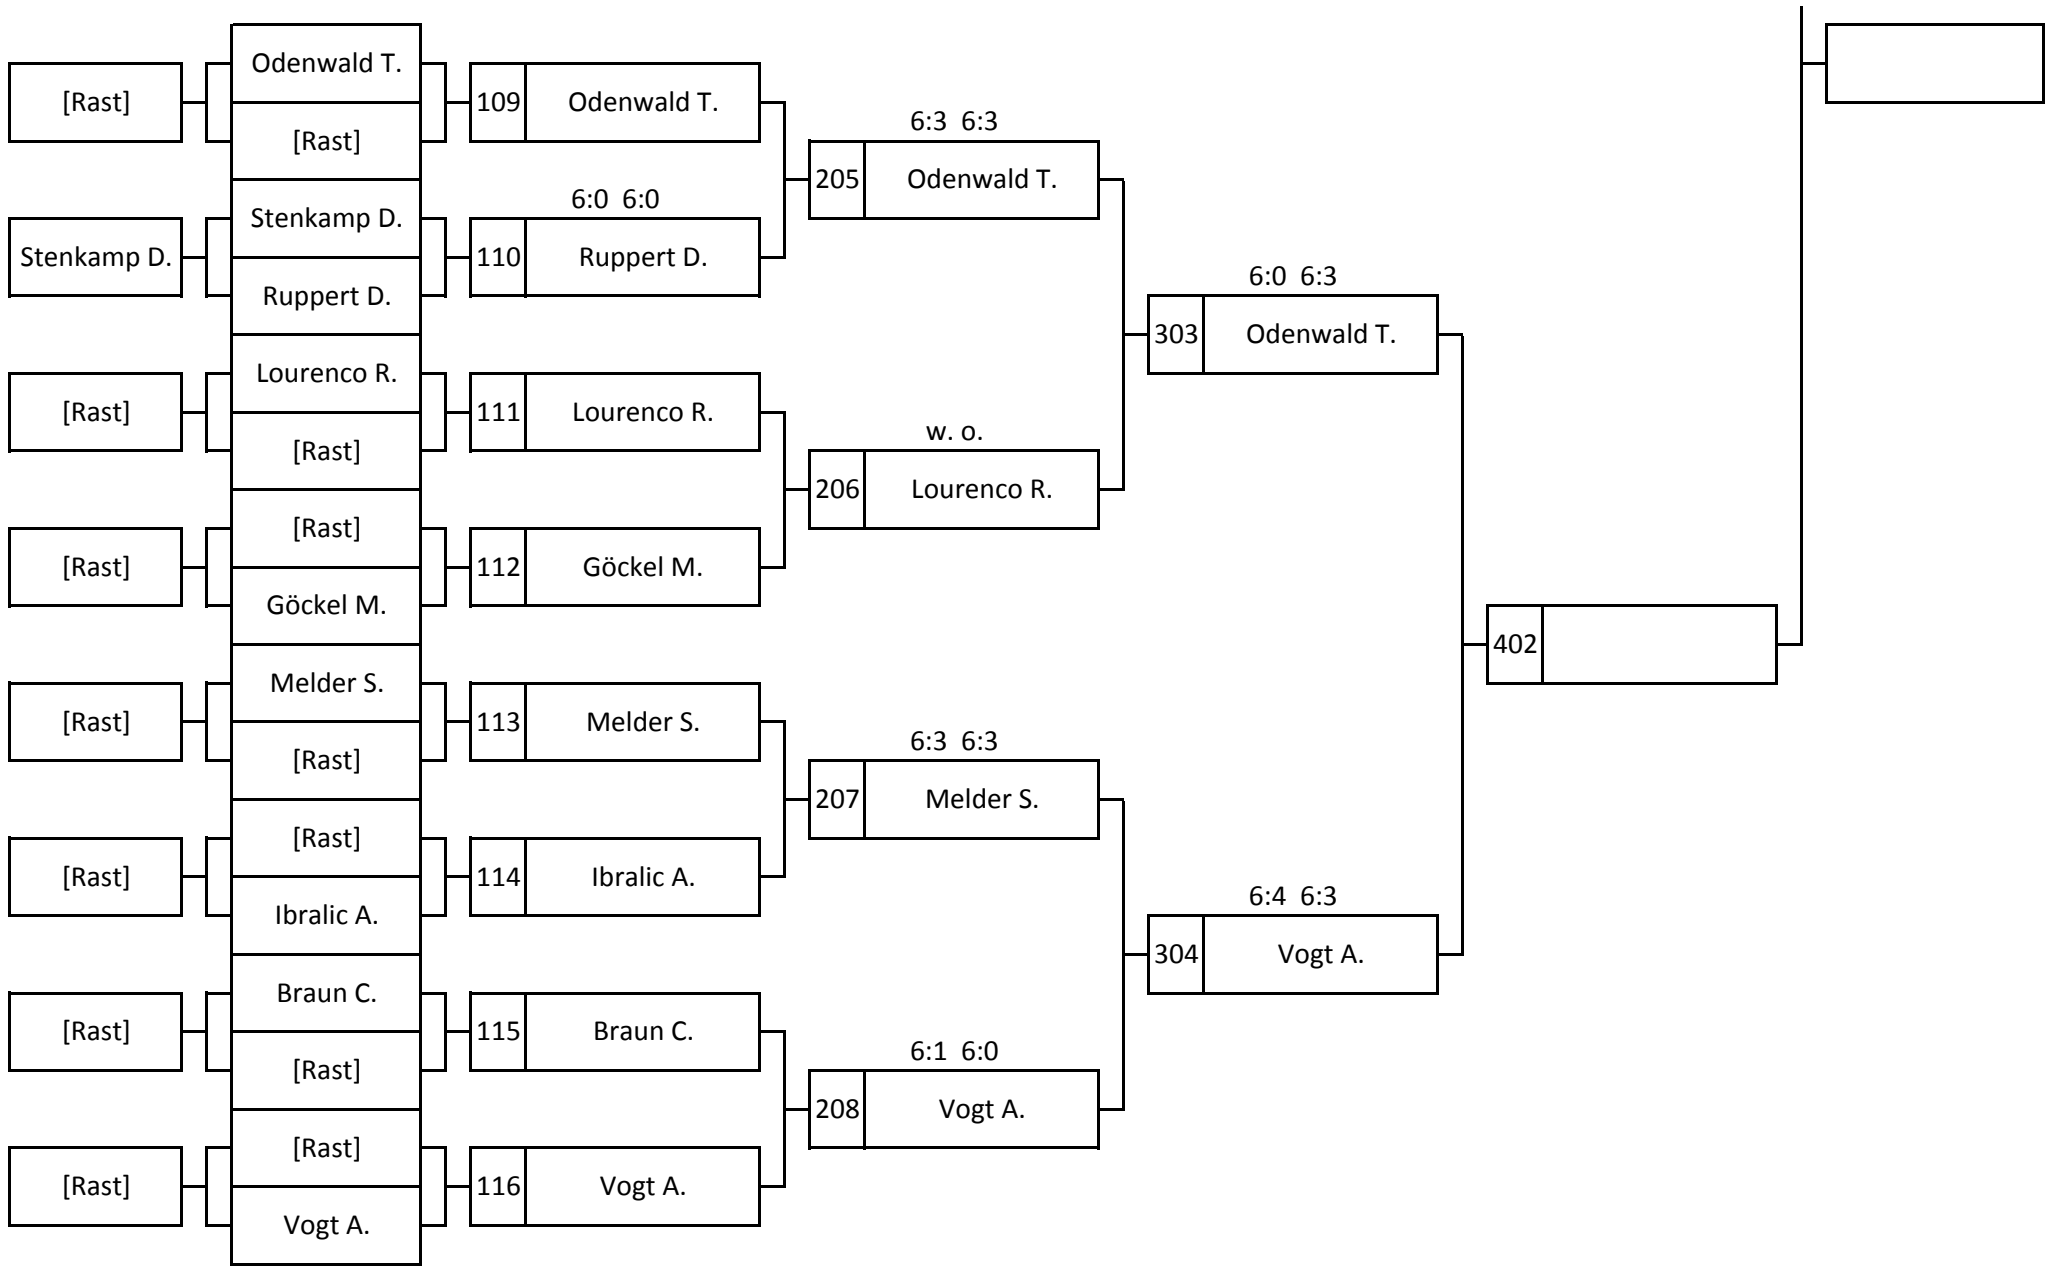 Odenwald T.
[Rast]
109 Odenwald T.
6:3 6:3
[Rast]
205 Odenwald T.
6:0 6:0
Stenkamp D.
Stenkamp D.
110 Ruppert D.
6:0 6:3
Ruppert D.
303 Odenwald T.
Lourenco R.
[Rast]
111 Lourenco R.
w. o.
[Rast]
206 Lourenco R.
[Rast]
[Rast]
112 Göckel M.
Göckel M.
402
Melder S.
[Rast]
113 Melder S.
6:3 6:3
[Rast]
207 Melder S.
[Rast]
[Rast]
114 Ibralic A.
6:4 6:3
Ibralic A.
304 Vogt A.
Braun C.
[Rast]
115 Braun C.
6:1 6:0
[Rast]
208 Vogt A.
[Rast]
[Rast]
116 Vogt A.
Vogt A.